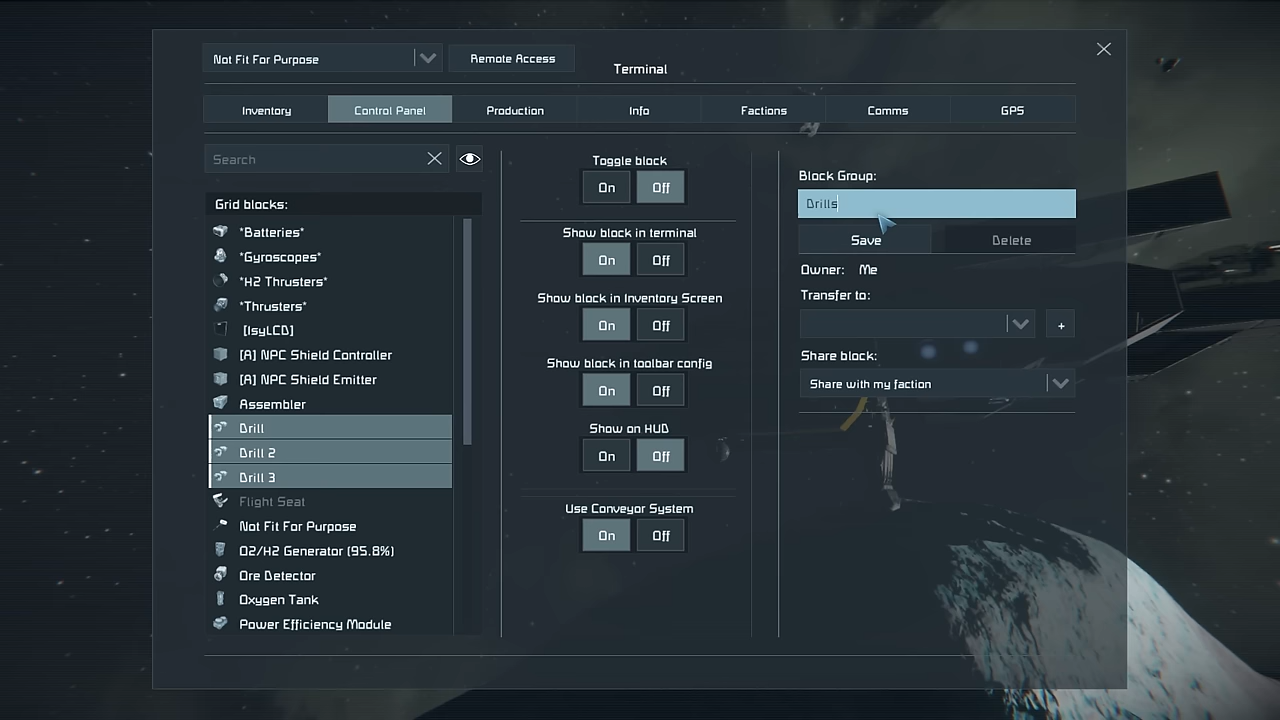 Not Fit For Purpose
Remote Access
Terminal
Inventory
Control Panel
Production
Info
Factions
Comms
GPS
Search
Grid blocks:
*Batteries*
*Gyroscopes*
*H2 Thrusters*
*Thrusters*
[IsyLCD]
[A] NPC Shield Controller
[A] NPC Shield Emitter
Assembler
Drill
Drill 2
Drill 3
Flight Seat
Not Fit For Purpose
O2/H2 Generator (95.8%)
Ore Detector
Oxygen Tank
Power Efficiency Module
Toggle block
On Off
Show block in terminal
On Off
Show block in Inventory Screen
On Off
Show block in toolbar config
On Off
Show on HUD
On Off
Use Conveyor System
On Off
Block Group:
Drills
Save Delete
Owner: Me
Transfer to:
+
Share block:
Share with my faction